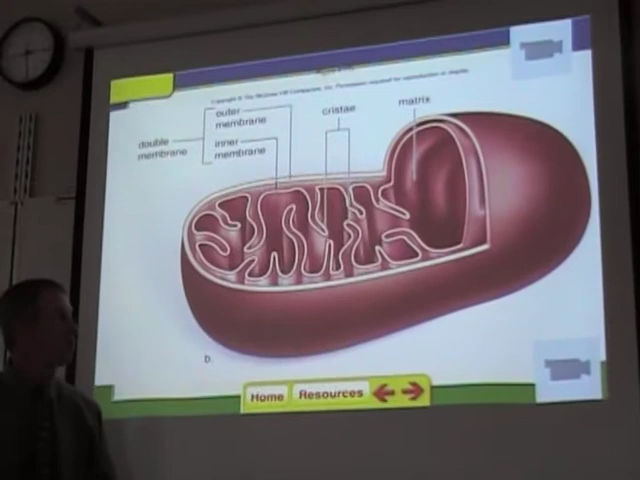 Copyright © The McGraw-Hill Companies, Inc. Permission required for reproduction or display.
outer membrane
cristae
matrix
double membrane
inner membrane
b.
Home
Resources